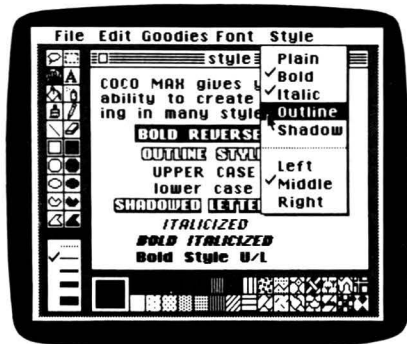 File Edit Goodies Font Style
style
Plain
Bold
Italic
Outline
Shadow
Left
Middle
Right
A
COCO MAX gives
ability to create
ing in many style
BOLD REVERSE
OUTLINE STYL
UPPER CASE
lower case
SHADOWED LETTE
ITALICIZED
BOLD ITALICIZED
Bold Style U/L